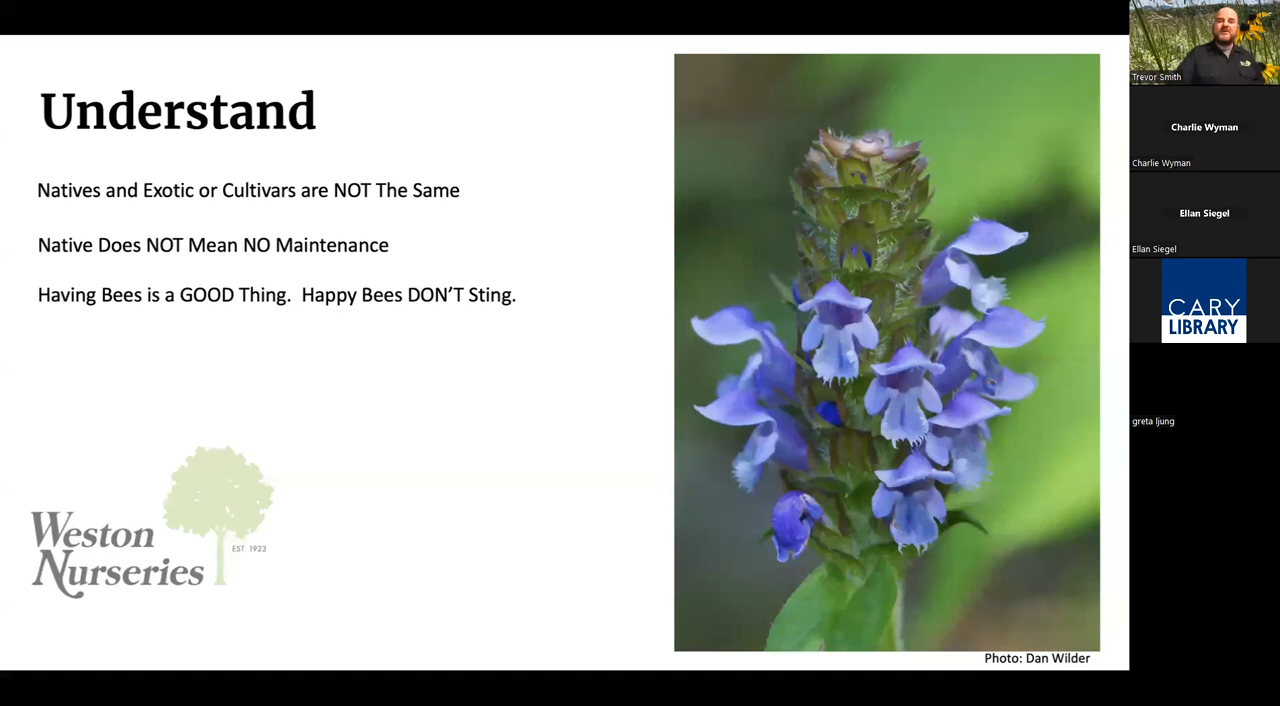 Understand
Natives and Exotic or Cultivars are NOT The Same
Native Does NOT Mean NO Maintenance
Having Bees is a GOOD Thing.  Happy Bees DON'T Sting.
Weston
Nurseries
EST. 1923
Photo: Dan Wilder
Trevor Smith
Charlie Wyman
Charlie Wyman
Ellan Siegel
Ellan Siegel
CARY
LIBRARY
greta ljung